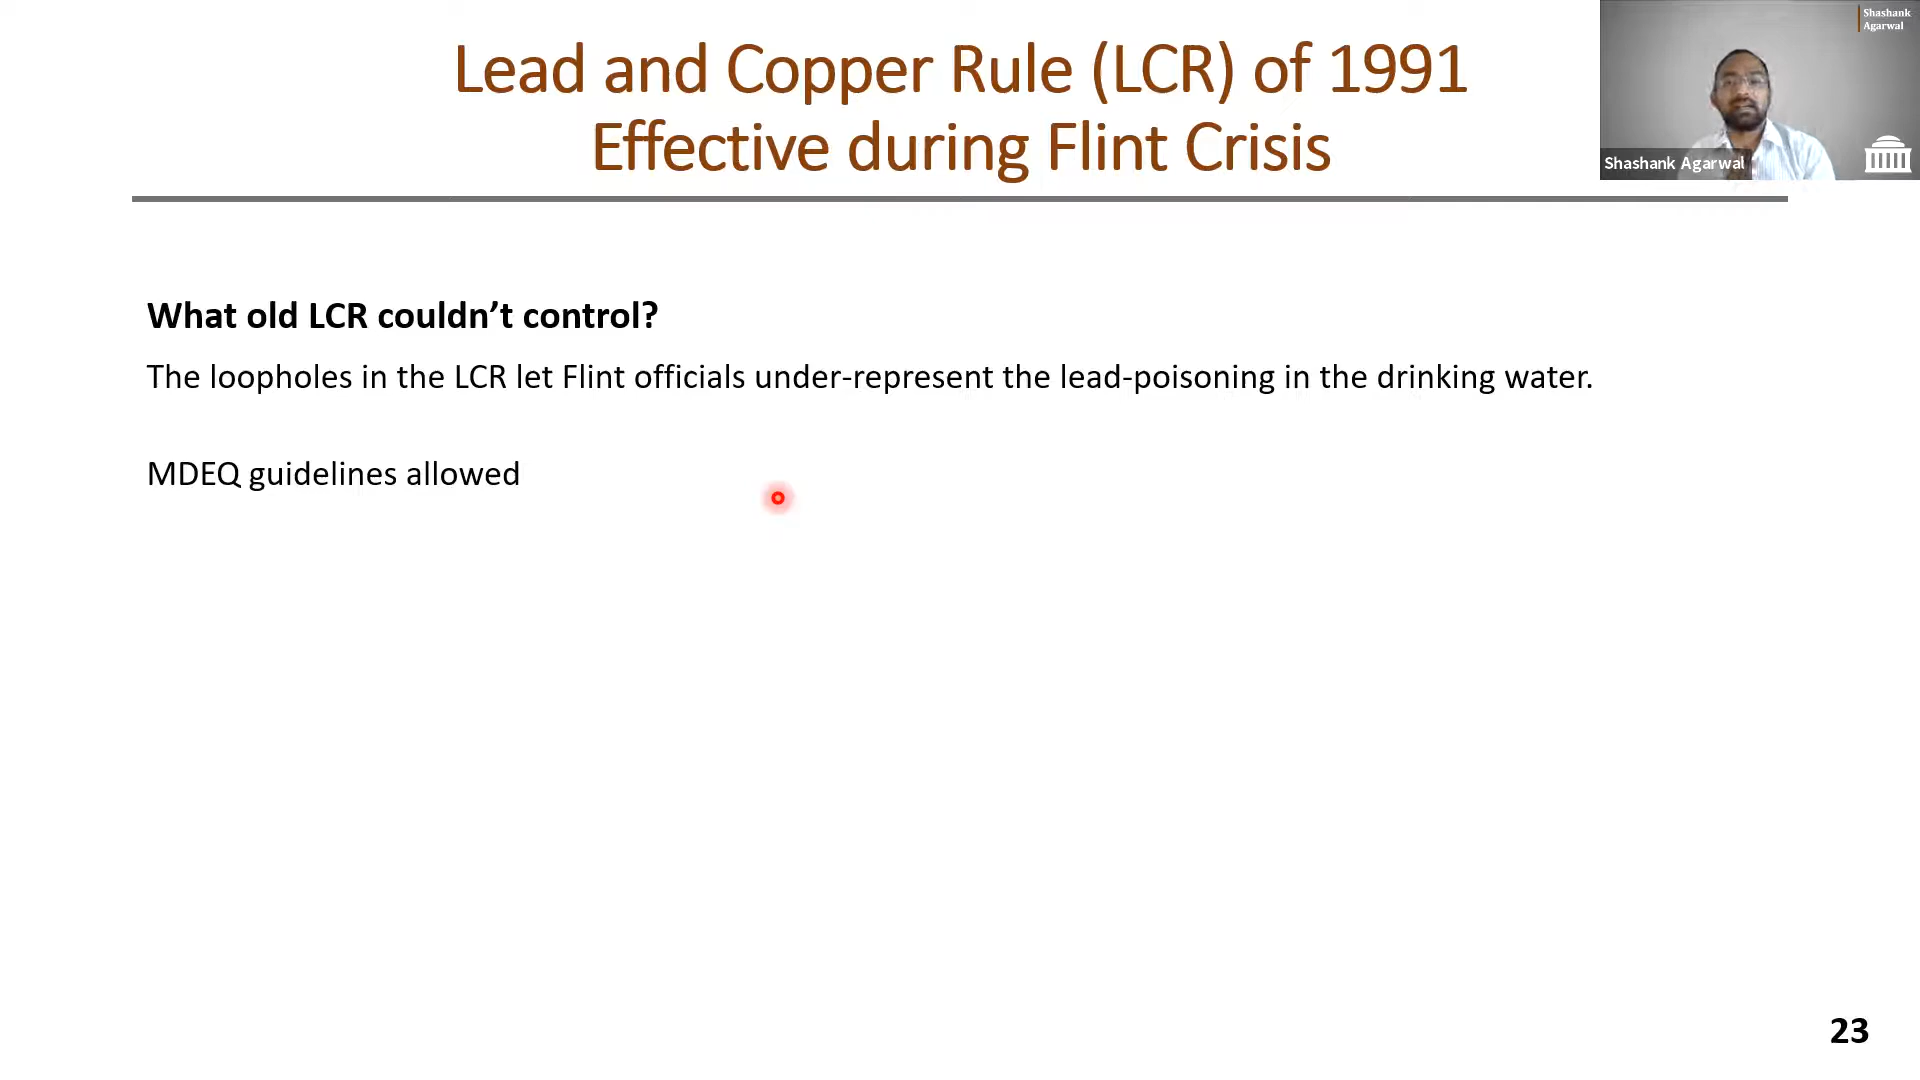 Lead and Copper Rule (LCR) of 1991
Effective during Flint Crisis
Shashank
Agarwal
Shashank Agarwal
What old LCR couldn’t control?
The loopholes in the LCR let Flint officials under-represent the lead-poisoning in the drinking water.
MDEQ guidelines allowed
23